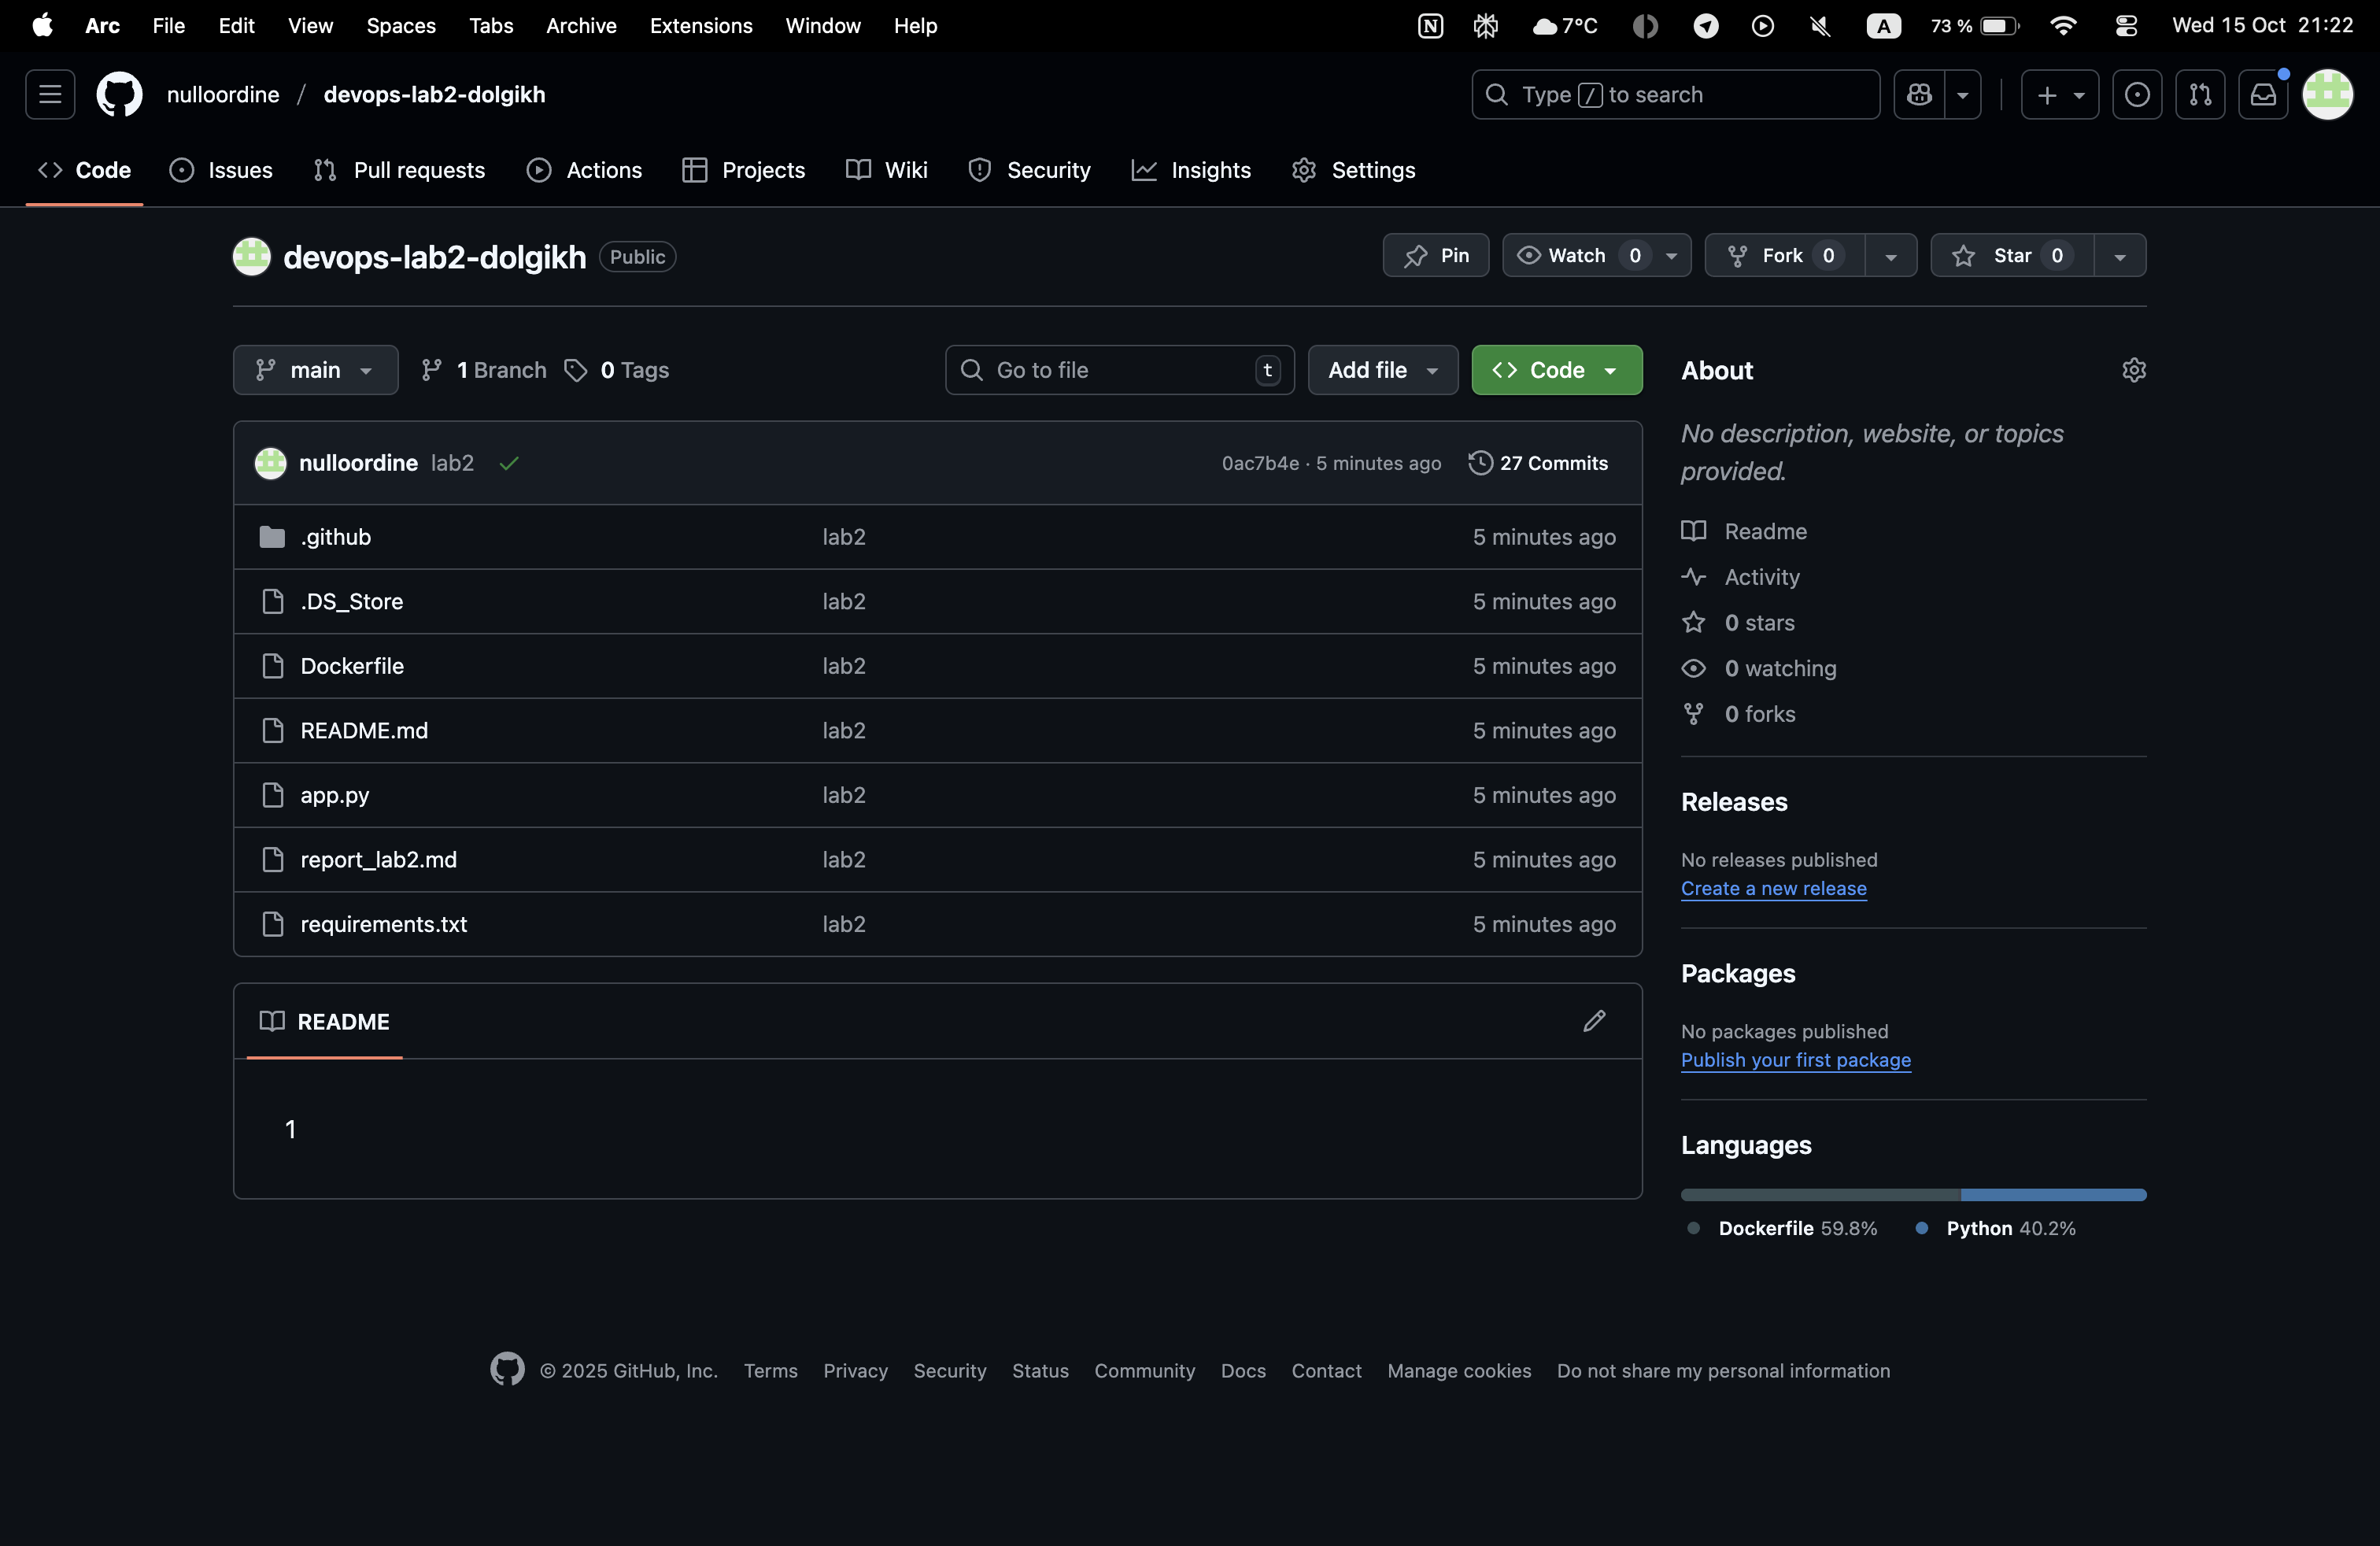 Arc File Edit View Spaces Tabs Archive Extensions Window Help N 7°C A 73 % Wed 15 Oct 21:22
nulloordine / devops-lab2-dolgikh Type / to search
Code Issues Pull requests Actions Projects Wiki Security Insights Settings
devops-lab2-dolgikh Public Pin Watch 0 Fork 0 Star 0
main 1 Branch 0 Tags Go to file t Add file Code
nulloordine lab2 0ac7b4e · 5 minutes ago 27 Commits
.github lab2 5 minutes ago
.DS_Store lab2 5 minutes ago
Dockerfile lab2 5 minutes ago
README.md lab2 5 minutes ago
app.py lab2 5 minutes ago
report_lab2.md lab2 5 minutes ago
requirements.txt lab2 5 minutes ago
README
1
About
No description, website, or topics
provided.
Readme
Activity
0 stars
0 watching
0 forks
Releases
No releases published
Create a new release
Packages
No packages published
Publish your first package
Languages
Dockerfile 59.8% Python 40.2%
© 2025 GitHub, Inc. Terms Privacy Security Status Community Docs Contact Manage cookies Do not share my personal information